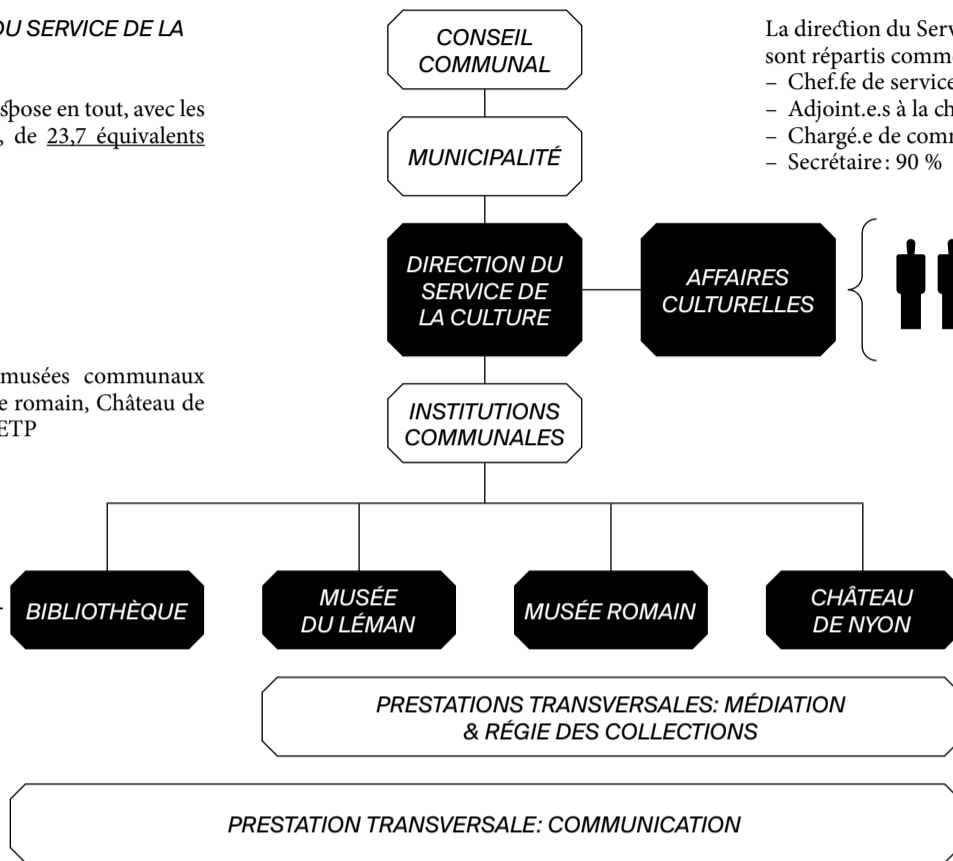 DU SERVICE DE LA
spose en tout, avec les
, de 23,7 équivalents
musées communaux
e romain, Château de
ETP
CONSEIL
COMMUNAL
MUNICIPALITÉ
DIRECTION DU
SERVICE DE
LA CULTURE
AFFAIRES
CULTURELLES
La direction du Serv
sont répartis comm
– Chef.fe de service
– Adjoint.e.s à la ch
– Chargé.e de comm
– Secrétaire : 90 %
INSTITUTIONS
COMMUNALES
BIBLIOTHÈQUE
MUSÉE
DU LÉMAN
MUSÉE ROMAIN
CHÂTEAU
DE NYON
PRESTATIONS TRANSVERSALES: MÉDIATION
& RÉGIE DES COLLECTIONS
PRESTATION TRANSVERSALE: COMMUNICATION